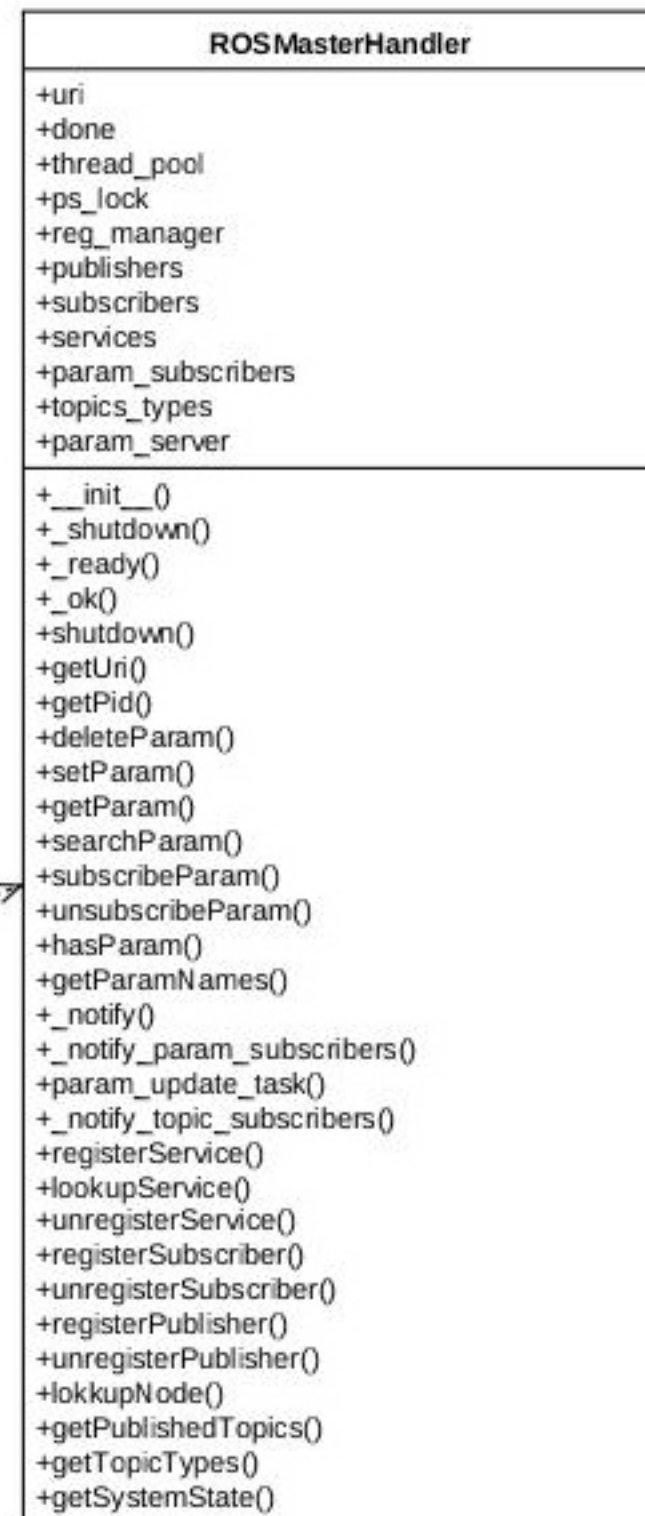 ROSMasterHandler
+uri
+done
+thread_pool
+ps_lock
+reg_manager
+publishers
+subscribers
+services
+param_subscribers
+topics_types
+param_server
+__init__()
+_shutdown()
+_ready()
+_ok()
+shutdown()
+getUri()
+getPid()
+deleteParam()
+setParam()
+getParam()
+searchParam()
+subscribeParam()
+unsubscribeParam()
+hasParam()
+getParamNames()
+_notify()
+_notify_param_subscribers()
+param_update_task()
+_notify_topic_subscribers()
+registerService()
+lookupService()
+unregisterService()
+registerSubscriber()
+unregisterSubscriber()
+registerPublisher()
+unregisterPublisher()
+lokkupNode()
+getPublishedTopics()
+getTopicTypes()
+getSystemState()